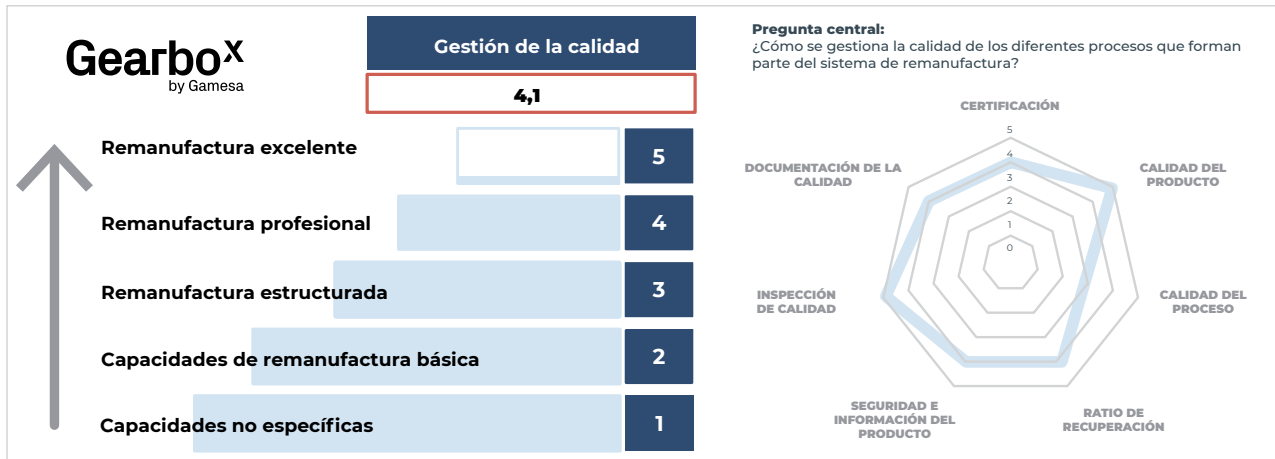 Gearbox
by Gamesa
Gestión de la calidad
4,1
Remanufactura excelente
5
Remanufactura profesional
4
Remanufactura estructurada
3
Capacidades de remanufactura básica
2
Capacidades no específicas
1
Pregunta central:
¿Cómo se gestiona la calidad de los diferentes procesos que forman
parte del sistema de remanufactura?
CERTIFICACIÓN
5
4
3
2
1
0
DOCUMENTACIÓN DE LA
CALIDAD
CALIDAD DEL
PRODUCTO
INSPECCIÓN
DE CALIDAD
CALIDAD DEL
PROCESO
SEGURIDAD E
INFORMACIÓN DEL
PRODUCTO
RATIO DE
RECUPERACIÓN